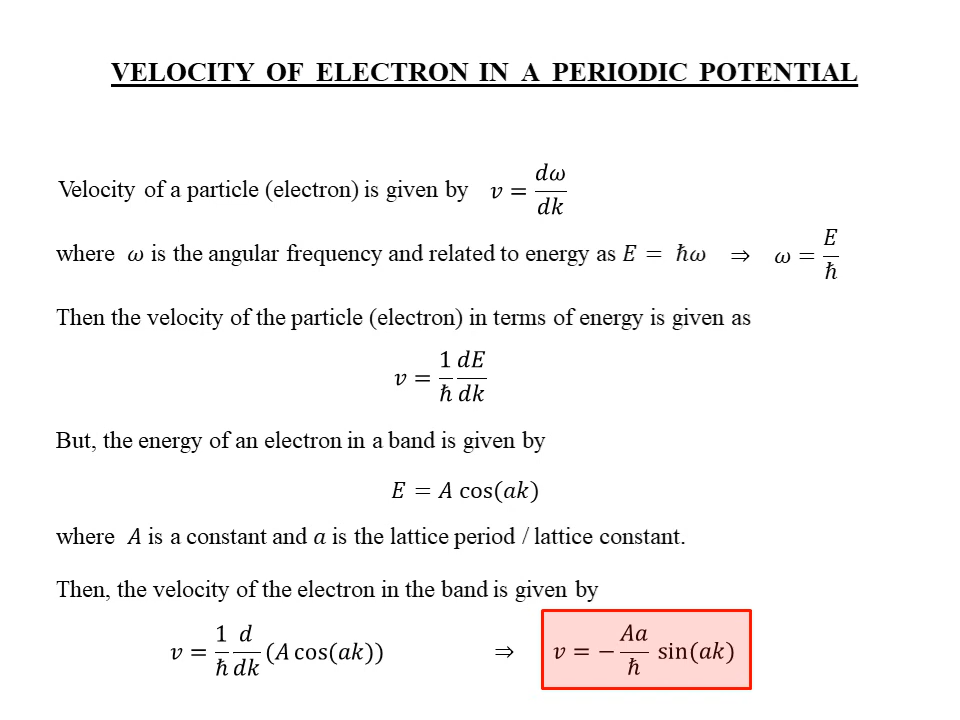 VELOCITY OF ELECTRON IN A PERIODIC POTENTIAL
Velocity of a particle (electron) is given by v = dω/dk
where ω is the angular frequency and related to energy as E = ℏω ⇒ ω = E/ℏ
Then the velocity of the particle (electron) in terms of energy is given as
v = 1/ℏ dE/dk
But, the energy of an electron in a band is given by
E = A cos(ak)
where A is a constant and a is the lattice period / lattice constant.
Then, the velocity of the electron in the band is given by
v = 1/ℏ d/dk (A cos(ak)) ⇒ v = − Aa/ℏ sin(ak)